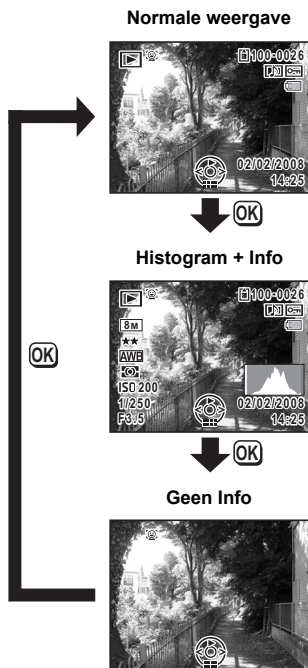 Normale weergave
100-0026
02/02/2008
14:25
OK
Histogram + Info
100-0026
8M
AWB
ISO 200
1/250
F3.5
02/02/2008
14:25
OK
OK
Geen Info